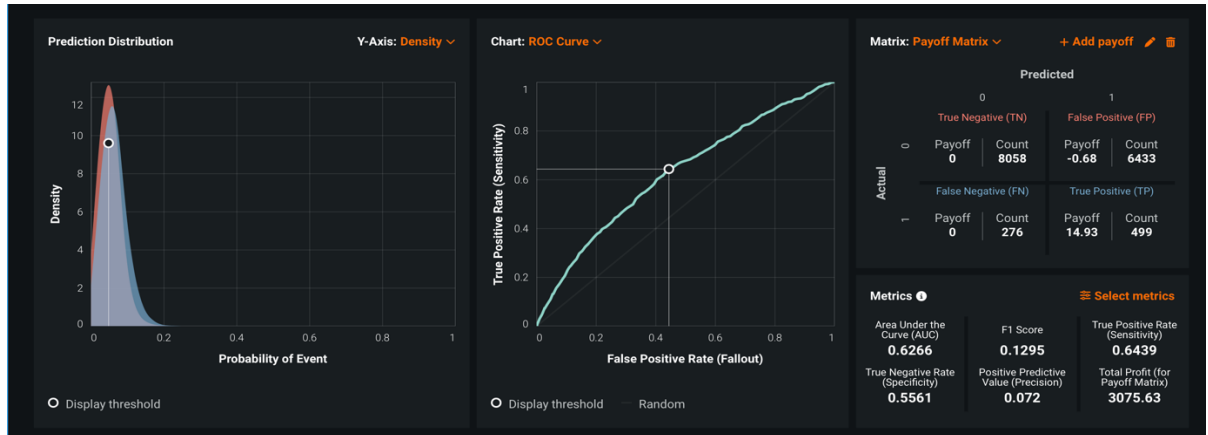 Prediction Distribution
Y-Axis: Density
12
10
8
6
4
2
0
Density
0
0.2
0.4
0.6
0.8
1
Probability of Event
Display threshold
Chart: ROC Curve
1
0.8
0.6
0.4
0.2
0
True Positive Rate (Sensitivity)
0
0.2
0.4
0.6
0.8
1
False Positive Rate (Fallout)
Display threshold
Random
Matrix: Payoff Matrix
+ Add payoff
Predicted
0
1
Actual
0
True Negative (TN)
Payoff
0
Count
8058
False Positive (FP)
Payoff
-0.68
Count
6433
1
False Negative (FN)
Payoff
0
Count
276
True Positive (TP)
Payoff
14.93
Count
499
Metrics
Select metrics
Area Under the
Curve (AUC)
0.6266
F1 Score
0.1295
True Positive Rate
(Sensitivity)
0.6439
True Negative Rate
(Specificity)
0.5561
Positive Predictive
Value (Precision)
0.072
Total Profit (for
Payoff Matrix)
3075.63